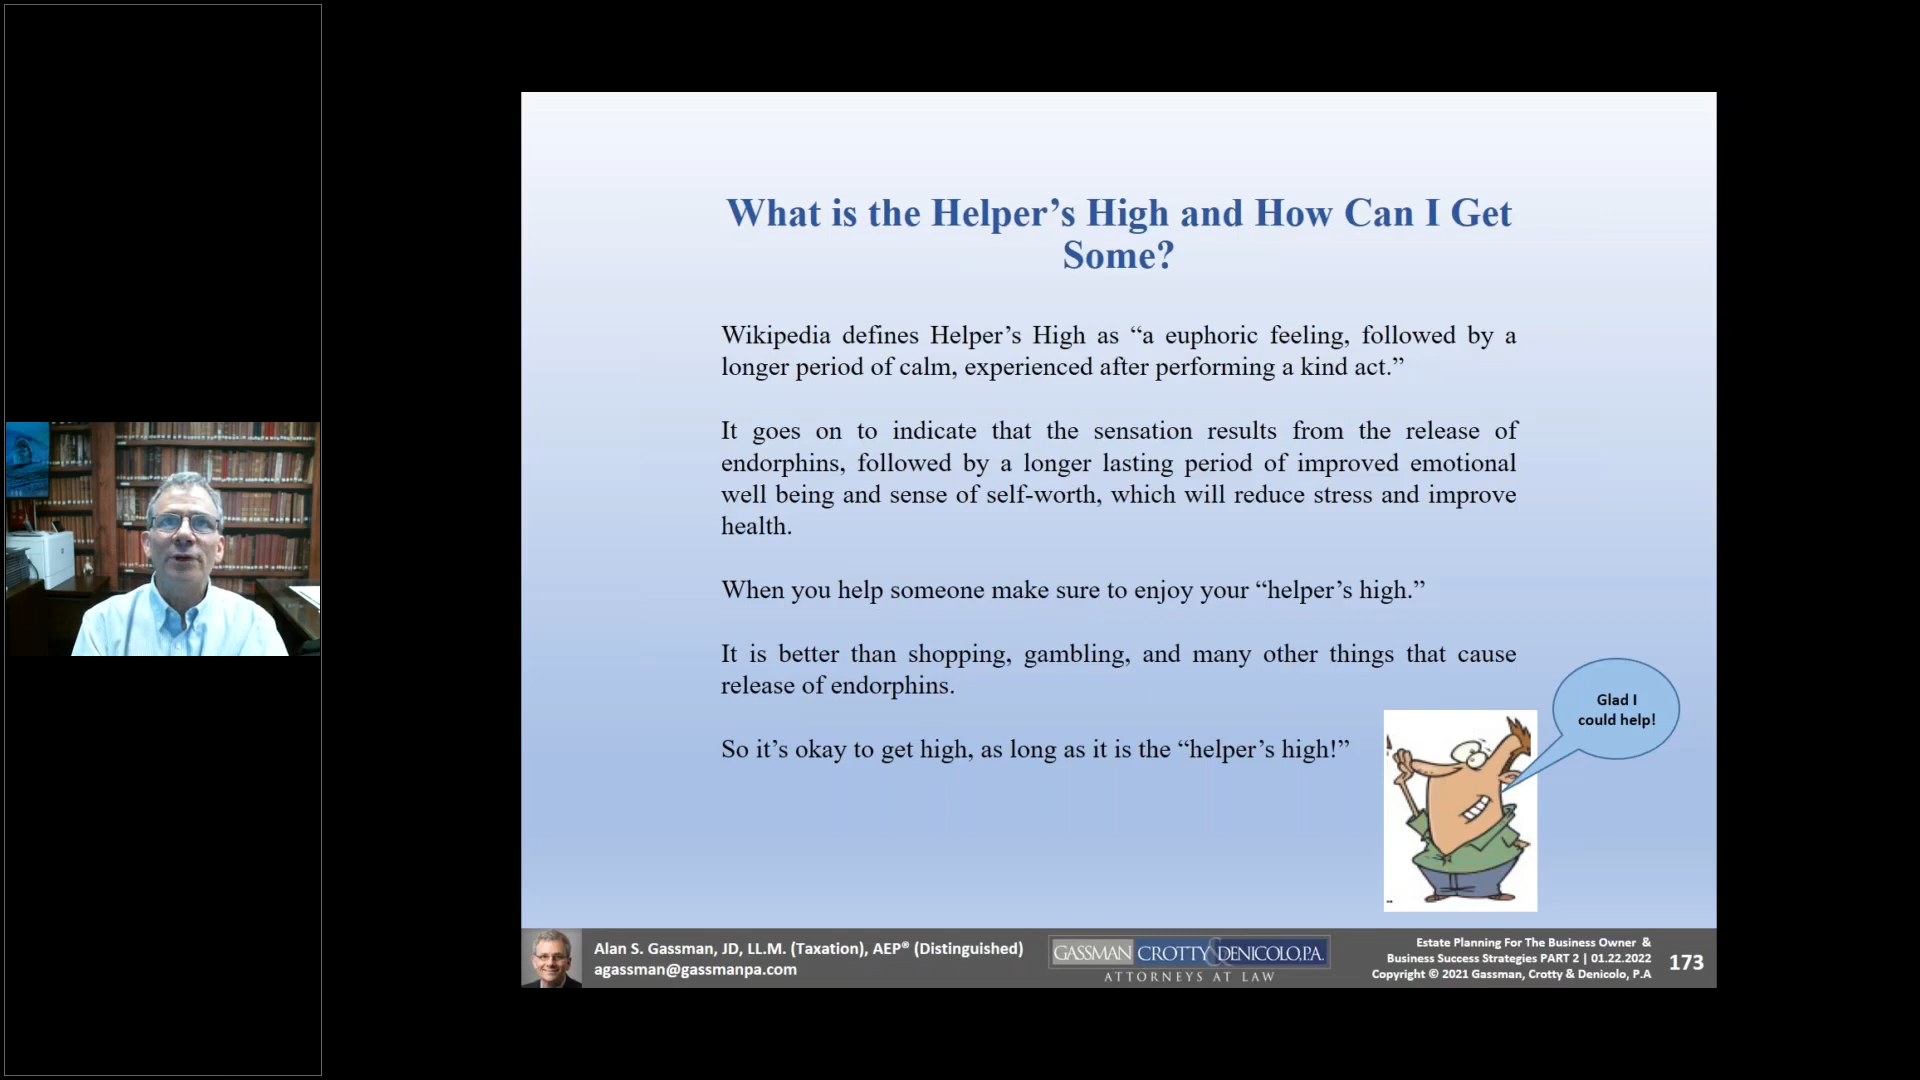 What is the Helper’s High and How Can I Get
Some?
Wikipedia defines Helper’s High as “a euphoric feeling, followed by a
longer period of calm, experienced after performing a kind act.”
It goes on to indicate that the sensation results from the release of
endorphins, followed by a longer lasting period of improved emotional
well being and sense of self-worth, which will reduce stress and improve
health.
When you help someone make sure to enjoy your “helper’s high.”
It is better than shopping, gambling, and many other things that cause
release of endorphins.
So it’s okay to get high, as long as it is the “helper’s high!”
Glad I
could help!
Alan S. Gassman, JD, LL.M. (Taxation), AEP® (Distinguished)
agassman@gassmanpa.com
GASSMAN CROTTY & DENICOLO, P.A.
ATTORNEYS AT LAW
Estate Planning For The Business Owner &
Business Success Strategies PART 2 | 01.22.2022
Copyright © 2021 Gassman, Crotty & Denicolo, P.A
173